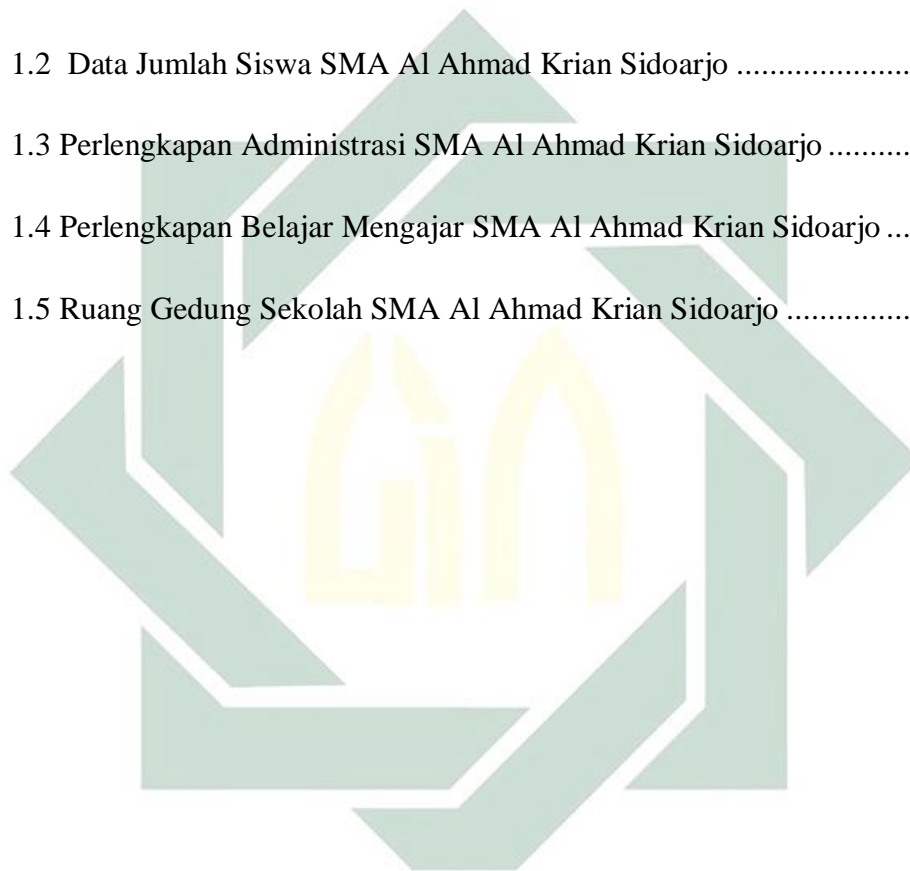 1.2 Data Jumlah Siswa SMA Al Ahmad Krian Sidoarjo .....................
1.3 Perlengkapan Administrasi SMA Al Ahmad Krian Sidoarjo ..........
1.4 Perlengkapan Belajar Mengajar SMA Al Ahmad Krian Sidoarjo ...
1.5 Ruang Gedung Sekolah SMA Al Ahmad Krian Sidoarjo ...............